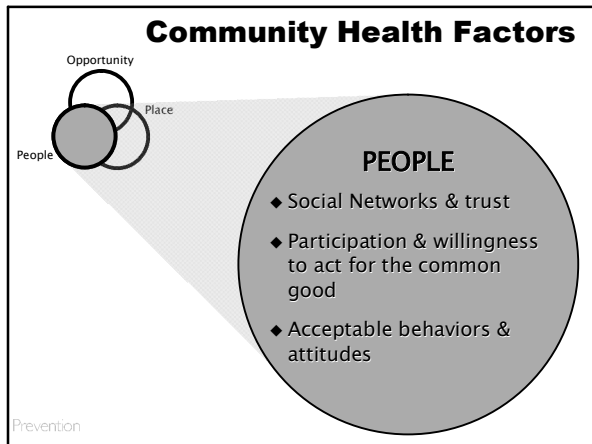 Community Health Factors
Opportunity
Place
People
PEOPLE
◆ Social Networks & trust
◆ Participation & willingness
to act for the common
good
◆ Acceptable behaviors &
attitudes
Prevention